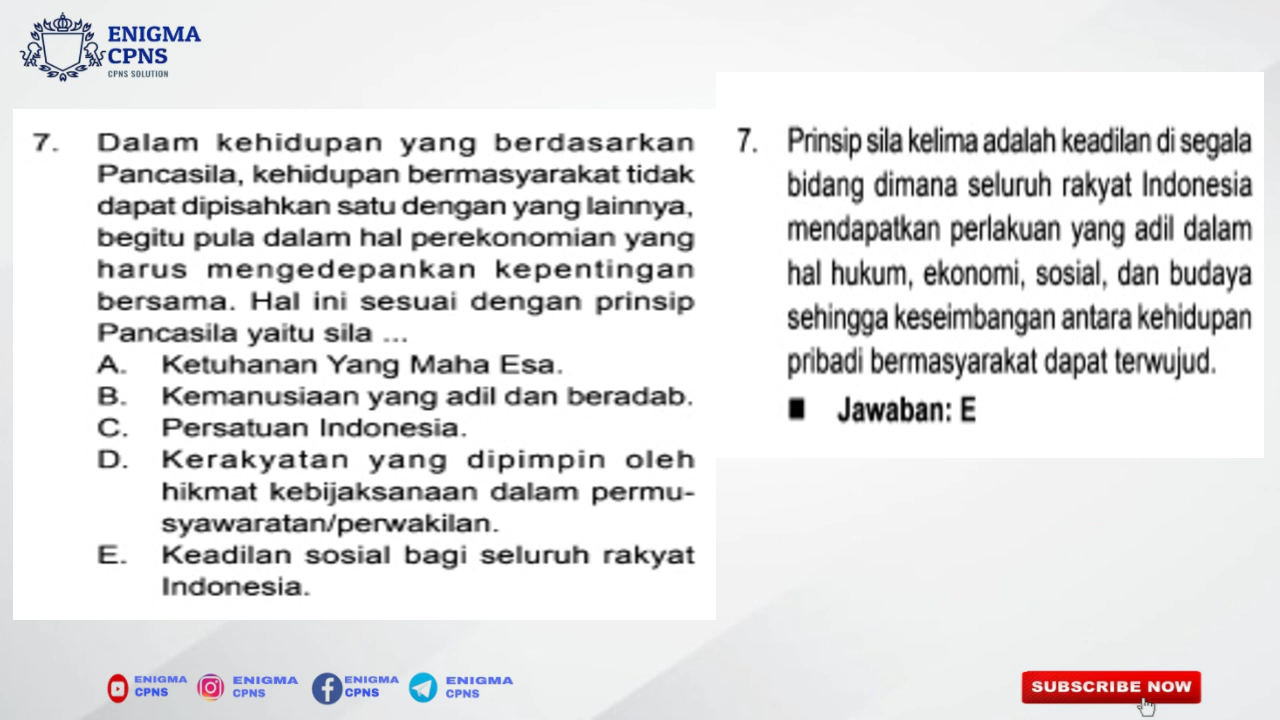 ENIGMA
CPNS
CPNS SOLUTION
7. Dalam kehidupan yang berdasarkan
Pancasila, kehidupan bermasyarakat tidak
dapat dipisahkan satu dengan yang lainnya,
begitu pula dalam hal perekonomian yang
harus mengedepankan kepentingan
bersama. Hal ini sesuai dengan prinsip
Pancasila yaitu sila ...
A. Ketuhanan Yang Maha Esa.
B. Kemanusiaan yang adil dan beradab.
C. Persatuan Indonesia.
D. Kerakyatan yang dipimpin oleh
hikmat kebijaksanaan dalam permu-
syawaratan/perwakilan.
E. Keadilan sosial bagi seluruh rakyat
Indonesia.
7. Prinsip sila kelima adalah keadilan di segala
bidang dimana seluruh rakyat Indonesia
mendapatkan perlakuan yang adil dalam
hal hukum, ekonomi, sosial, dan budaya
sehingga keseimbangan antara kehidupan
pribadi bermasyarakat dapat terwujud.
■ Jawaban: E
ENIGMA
CPNS
ENIGMA
CPNS
ENIGMA
CPNS
ENIGMA
CPNS
SUBSCRIBE NOW